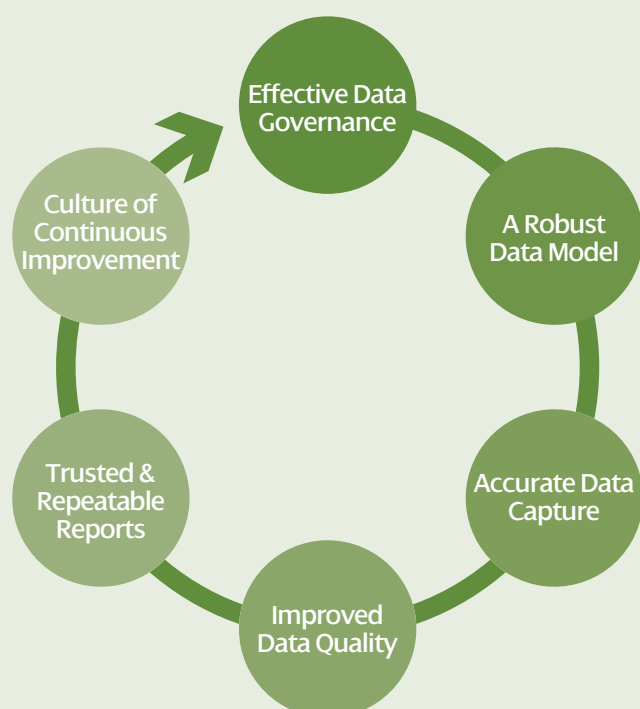 Effective Data
Governance
A Robust
Data Model
Accurate Data
Capture
Improved
Data Quality
Trusted &
Repeatable
Reports
Culture of
Continuous
Improvement